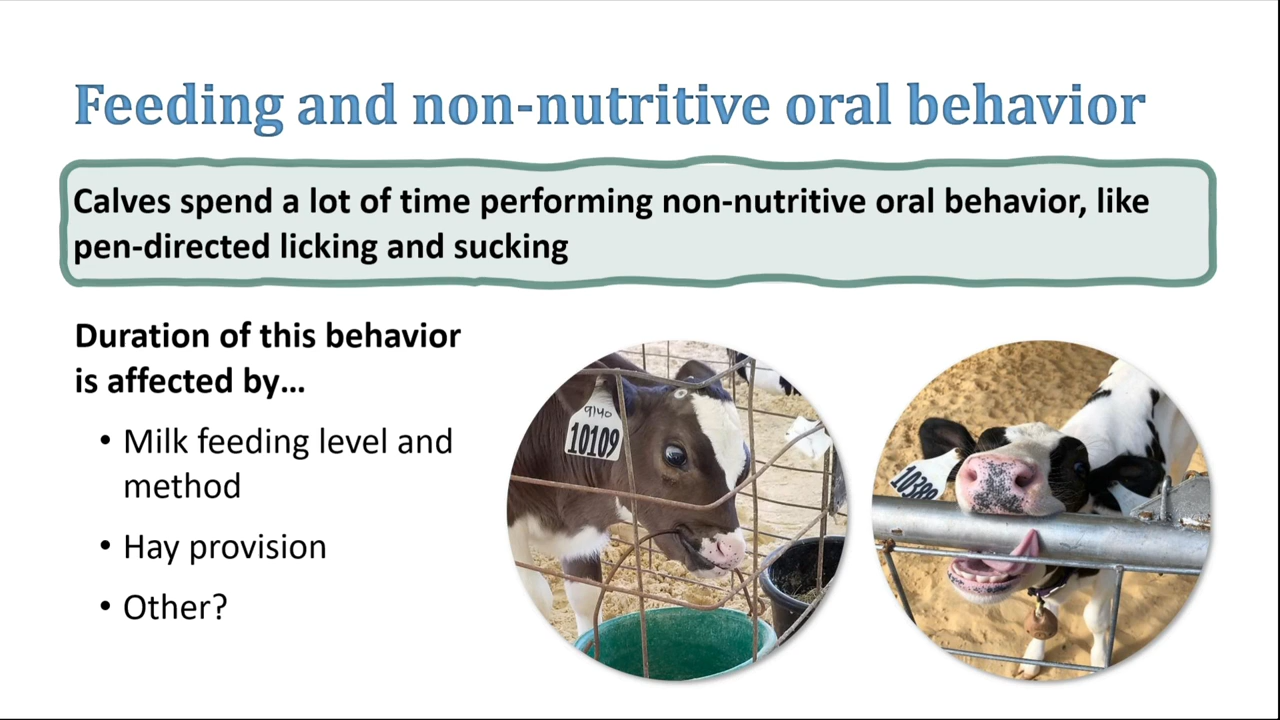 Feeding and non-nutritive oral behavior
Calves spend a lot of time performing non-nutritive oral behavior, like
pen-directed licking and sucking
Duration of this behavior
is affected by...
• Milk feeding level and
method
• Hay provision
• Other?
9140
10109
10389